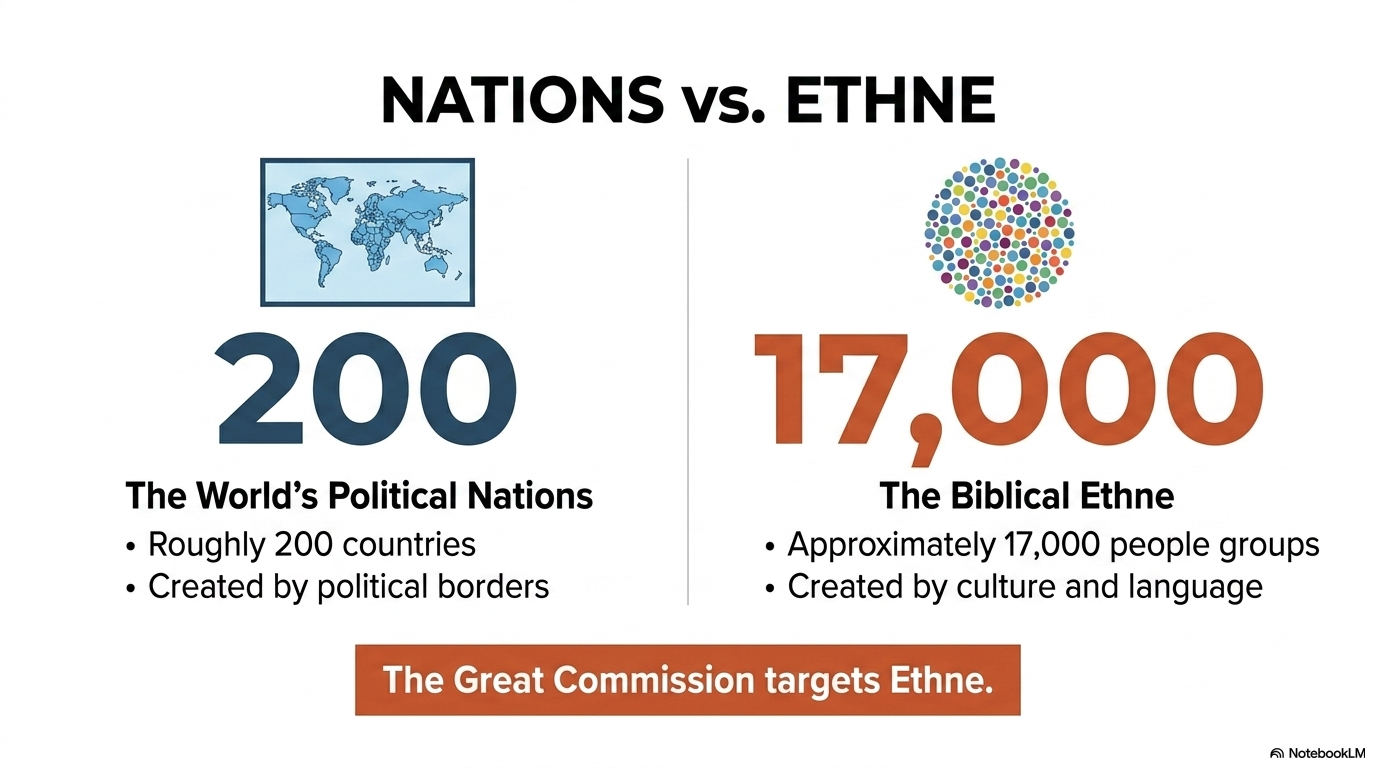 NATIONS vs. ETHNE
200
The World's Political Nations
• Roughly 200 countries
• Created by political borders
17,000
The Biblical Ethne
• Approximately 17,000 people groups
• Created by culture and language
The Great Commission targets Ethne.
NotebookLM